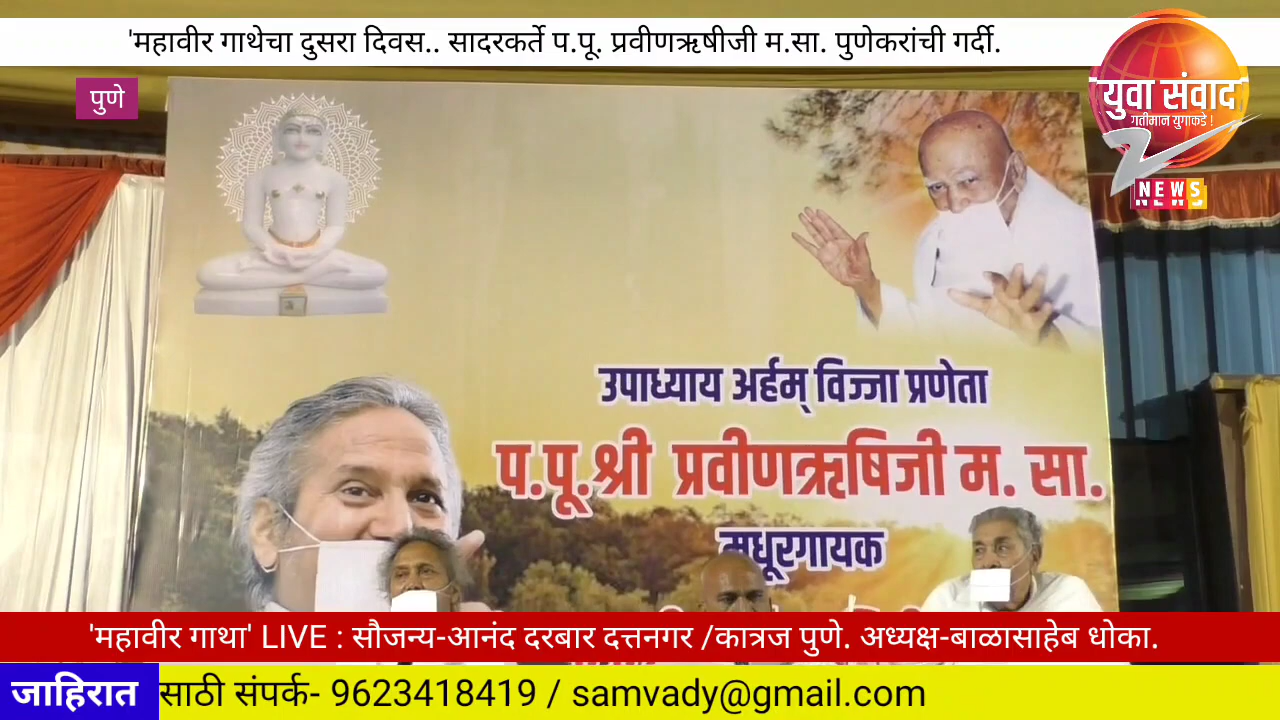 'महावीर गाथेचा दुसरा दिवस.. सादरकर्ते प.पू. प्रवीणऋषीजी म.सा. पुणेकरांची गर्दी.
पुणे
युवा संवाद
गतीमान युगाकडे !
NEWS
उपाध्याय अर्हम् विज्जा प्रणेता
प.पू.श्री प्रवीणऋषिजी म. सा.
मधूरगायक
'महावीर गाथा' LIVE : सौजन्य-आनंद दरबार दत्तनगर /कात्रज पुणे. अध्यक्ष-बाळासाहेब धोका.
जाहिरात साठी संपर्क- 9623418419 / samvady@gmail.com